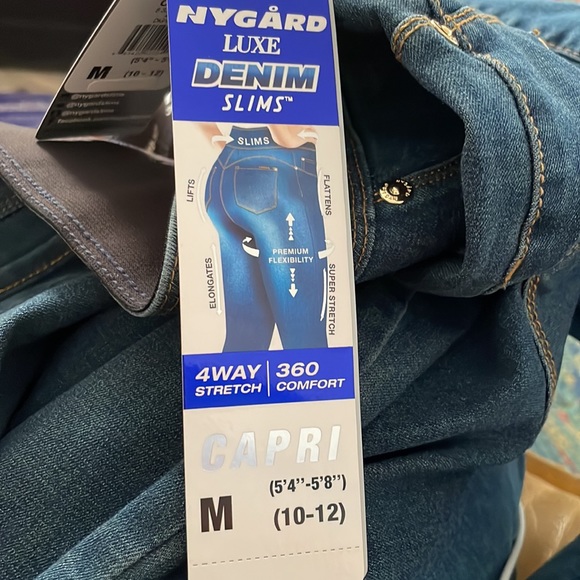 NYGÅRD
LUXE
DENIM
SLIMS™
SLIMS
LIFTS
FLATTENS
PREMIUM
FLEXIBILITY
ELONGATES
SUPER STRETCH
4WAY STRETCH | 360 COMFORT
CAPRI
M
(5'4''-5'8'')
(10-12)
M
(10-12)